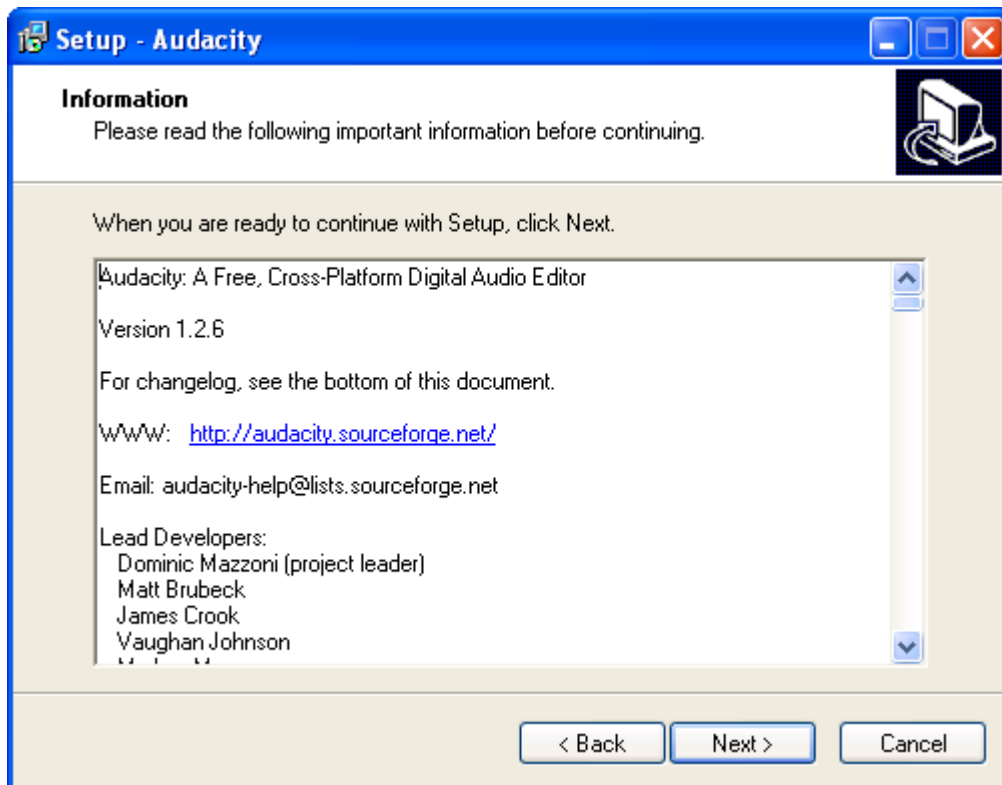 Setup - Audacity
Information
Please read the following important information before continuing.
When you are ready to continue with Setup, click Next.
Audacity: A Free, Cross-Platform Digital Audio Editor
Version 1.2.6
For changelog, see the bottom of this document.
WWW: http://audacity.sourceforge.net/
Email: audacity-help@lists.sourceforge.net
Lead Developers:
Dominic Mazzoni (project leader)
Matt Brubeck
James Crook
Vaughan Johnson
< Back
Next >
Cancel